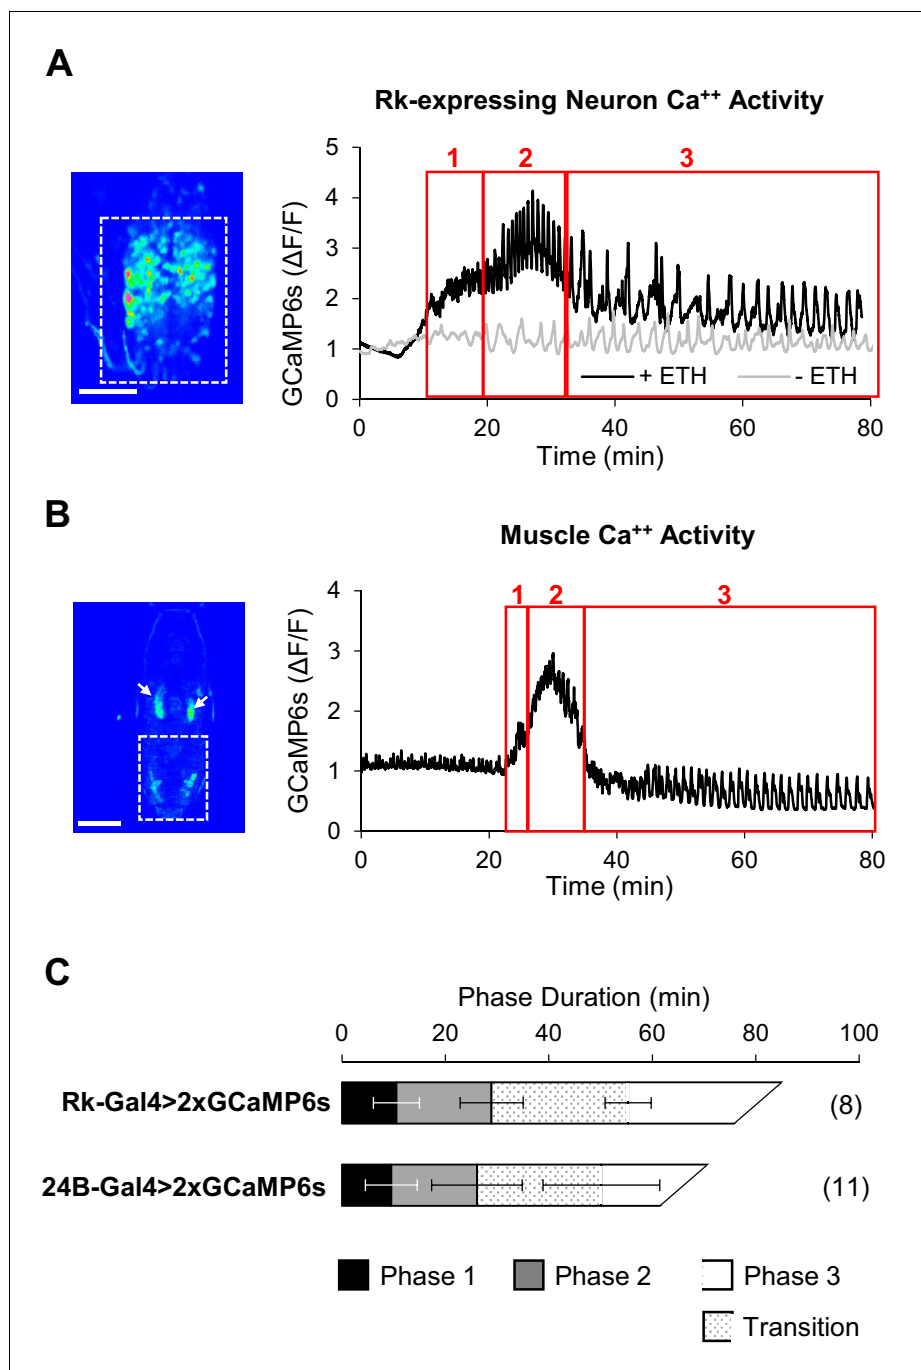 A
Rk-expressing Neuron Ca++ Activity
1 2 3
GCaMP6s (ΔF/F)
5
4
3
2
1
0
+ ETH - ETH
0 20 40 60 80
Time (min)
B
Muscle Ca++ Activity
1 2 3
GCaMP6s (ΔF/F)
4
3
2
1
0
0 20 40 60 80
Time (min)
C
Phase Duration (min)
0 20 40 60 80 100
Rk-Gal4>2xGCaMP6s (8)
24B-Gal4>2xGCaMP6s (11)
Phase 1 Phase 2 Phase 3
Transition